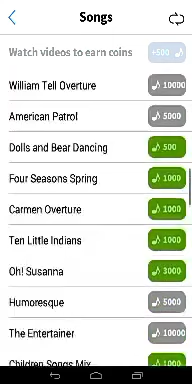 Songs
Watch videos to earn coins +500
William Tell Overture 10000
American Patrol 5000
Dolls and Bear Dancing 500
Four Seasons Spring 1000
Carmen Overture 1000
Ten Little Indians 1000
Oh! Susanna 3000
Humoresque 5000
The Entertainer 10000
Children Songs Mix 1000